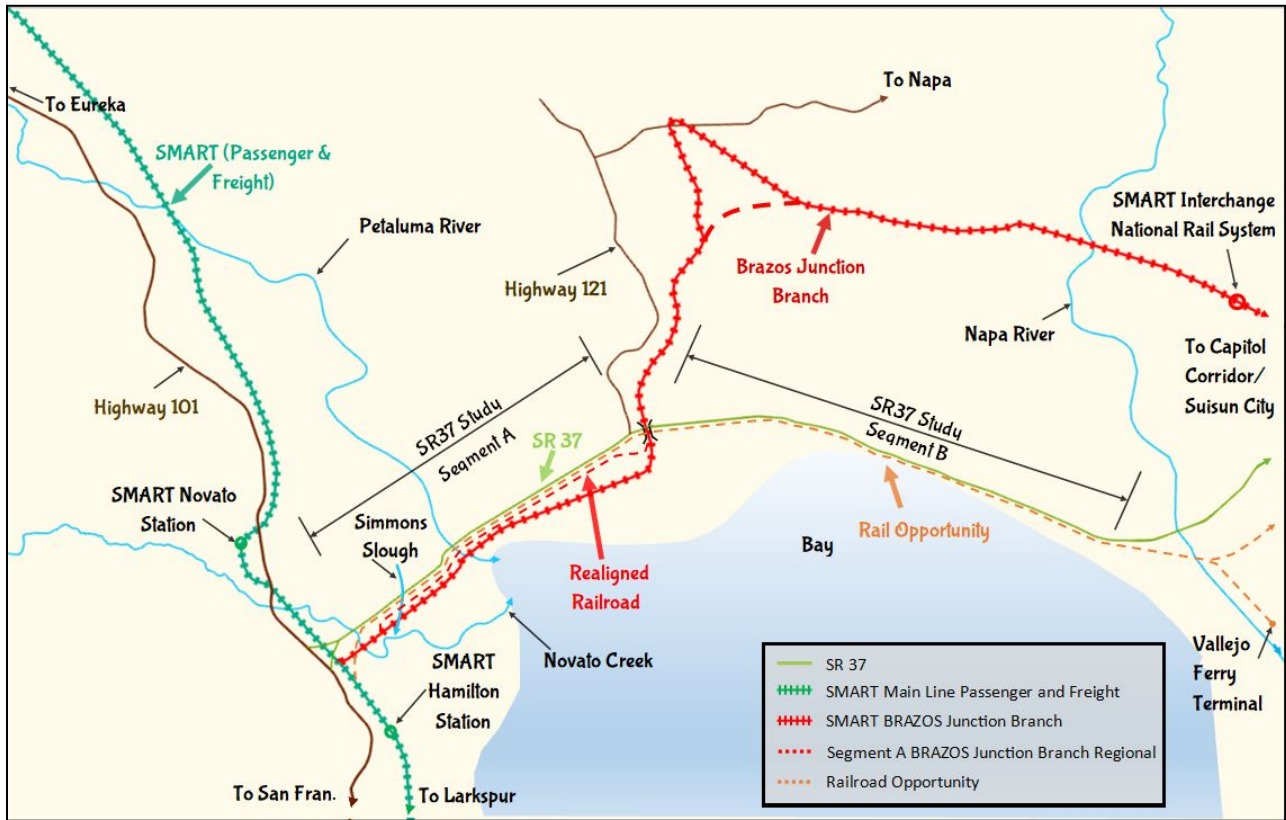 To Napa
To Eureka
SMART (Passenger &
Freight)
Petaluma River
SMART Interchange
National Rail System
Highway 121
Brazos Junction
Branch
Napa River
To Capitol
Corridor/
Suisun City
Highway 101
SR37 Study
Segment A
SR37 Study
Segment B
SR 37
SMART Novato
Station
Simmons
Slough
Rail Opportunity
Bay
Realigned
Railroad
SMART
Hamilton
Station
Novato Creek
Vallejo
Ferry
Terminal
To San Fran.
To Larkspur
SR 37
SMART Main Line Passenger and Freight
SMART BRAZOS Junction Branch
Segment A BRAZOS Junction Branch Regional
Railroad Opportunity